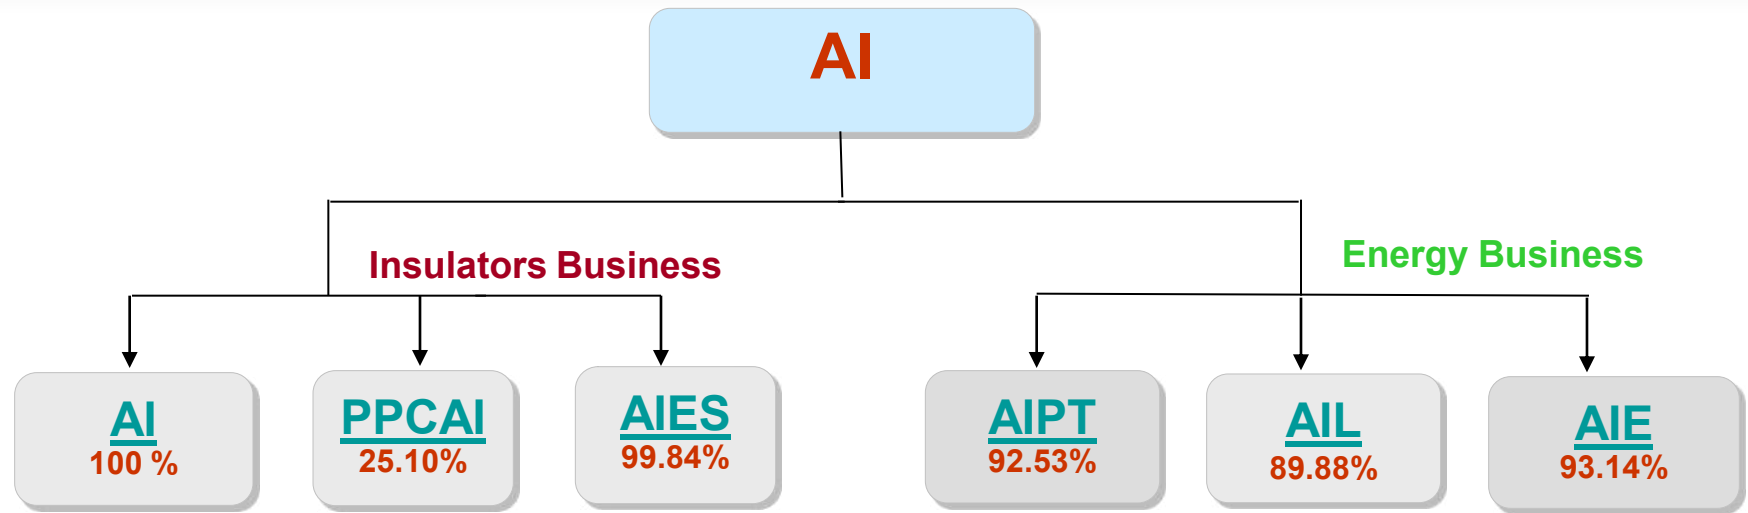 AI
Insulators Business
Energy Business
AI
100 %
PPCAI
25.10%
AIES
99.84%
AIPT
92.53%
AIL
89.88%
AIE
93.14%